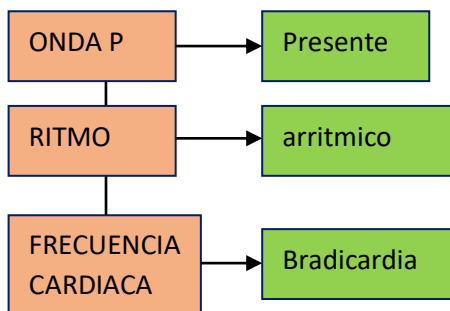 ONDA P
Presente
RITMO
arritmico
FRECUENCIA
CARDIACA
Bradicardia